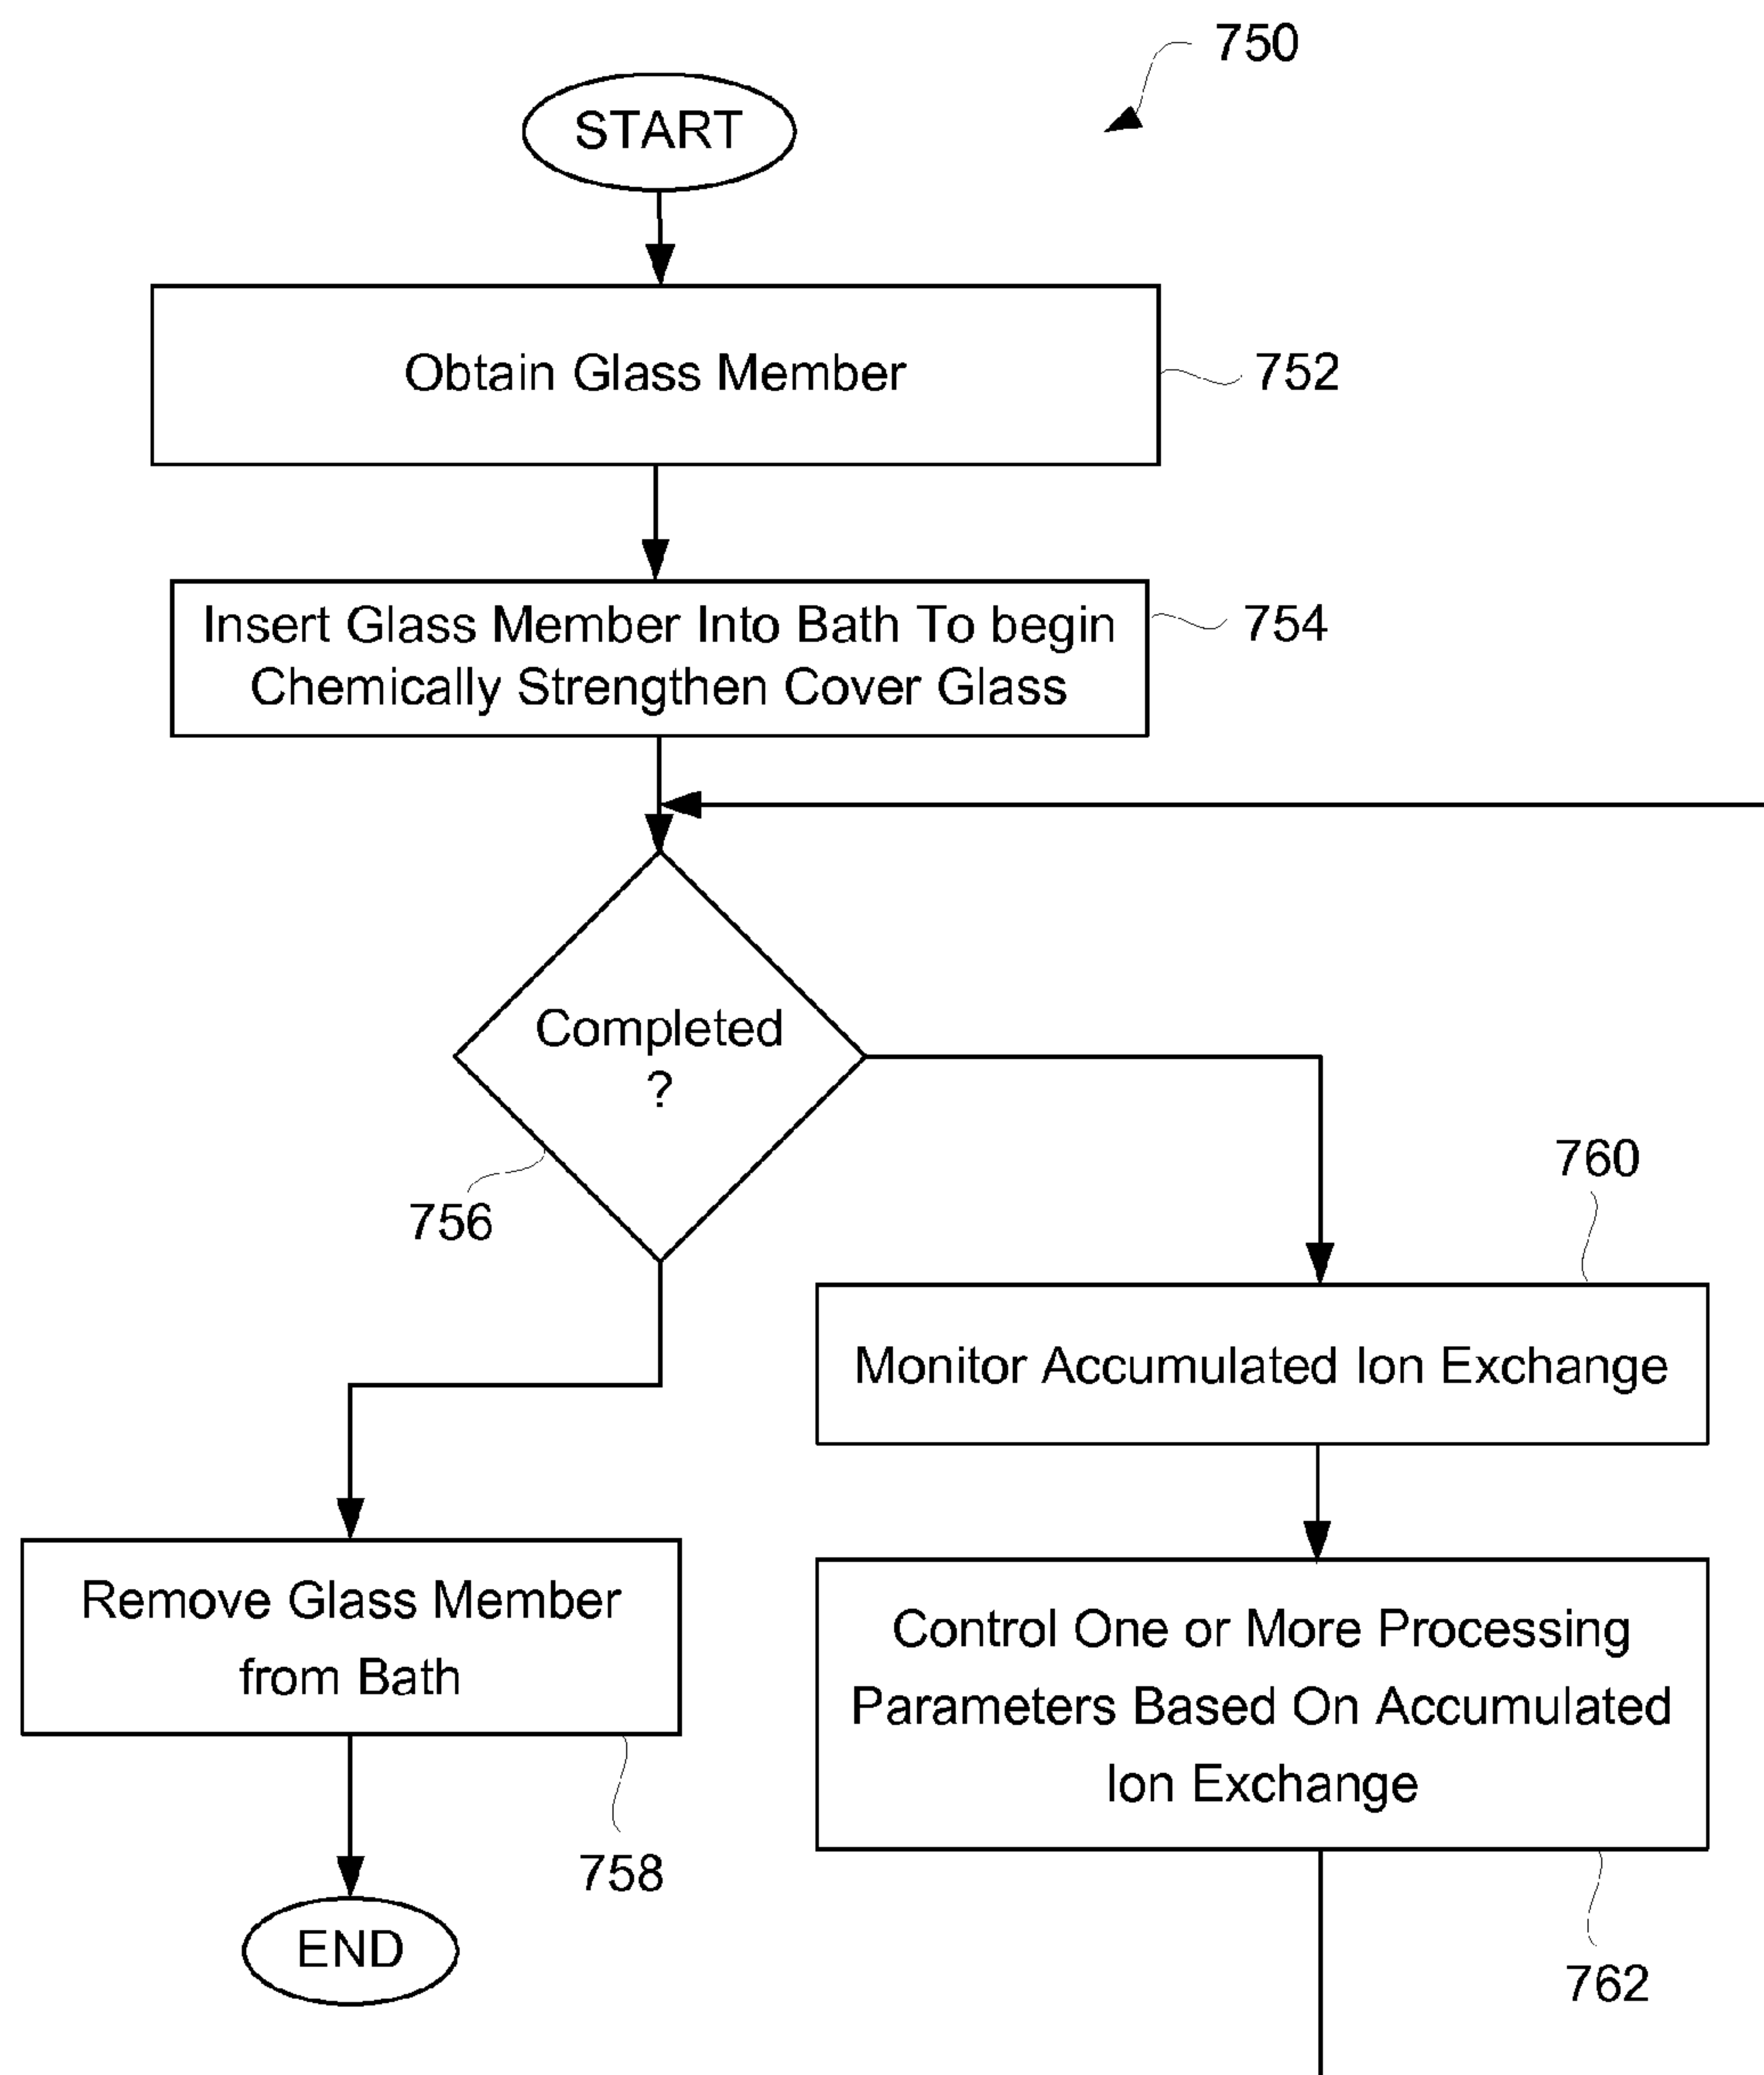 750
START
Obtain Glass Member
752
Insert Glass Member Into Bath To begin
Chemically Strengthen Cover Glass
754
Completed
?
756
760
Monitor Accumulated Ion Exchange
Remove Glass Member
from Bath
758
Control One or More Processing
Parameters Based On Accumulated
Ion Exchange
762
END